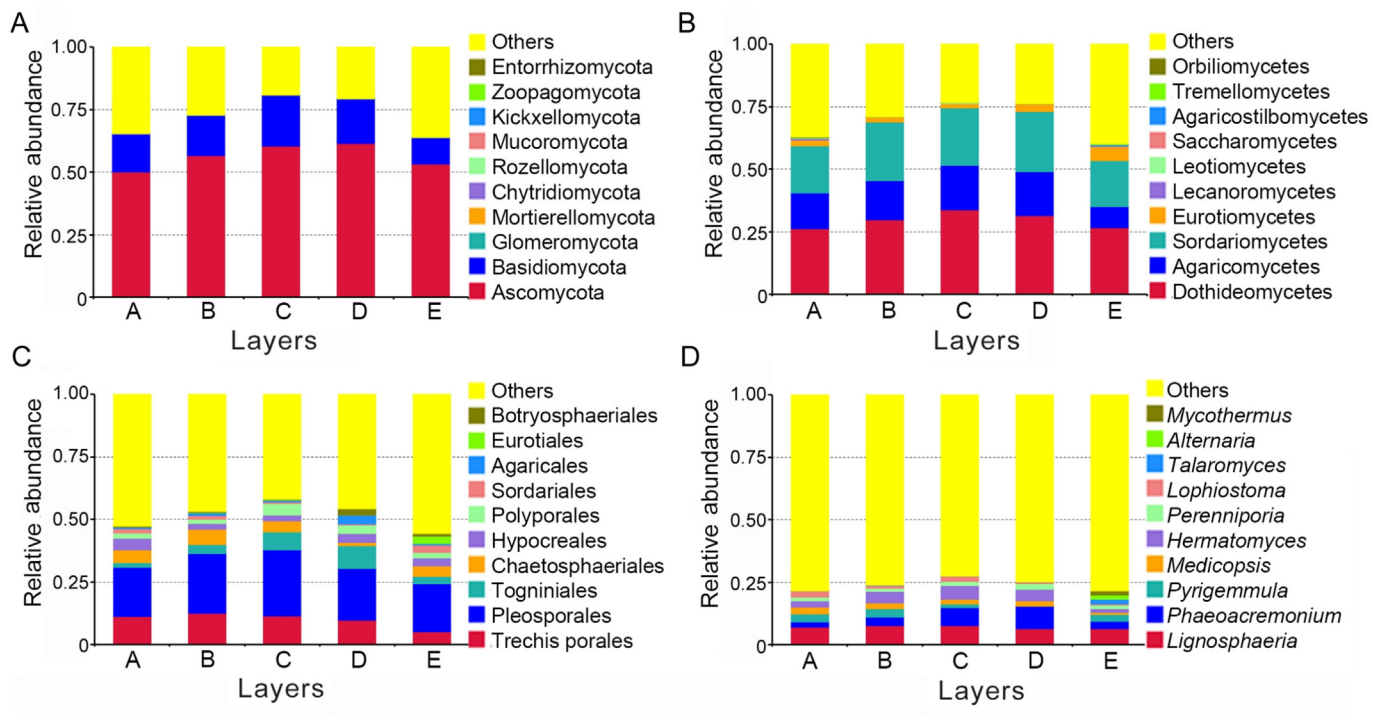 A
Relative abundance
1.00
0.75
0.50
0.25
0
A B C D E
Layers
Others
Entorrhizomycota
Zoopagomycota
Kickxellomycota
Mucoromycota
Rozellomycota
Chytridiomycota
Mortierellomycota
Glomeromycota
Basidiomycota
Ascomycota
B
Relative abundance
1.00
0.75
0.50
0.25
0
A B C D E
Layers
Others
Orbiliomycetes
Tremellomycetes
Agaricostilbomycetes
Saccharomycetes
Leotiomycetes
Lecanoromycetes
Eurotiomycetes
Sordariomycetes
Agaricomycetes
Dothideomycetes
C
Relative abundance
1.00
0.75
0.50
0.25
0
A B C D E
Layers
Others
Botryosphaeriales
Eurotiales
Agaricales
Sordariales
Polyporales
Hypocreales
Chaetosphaeriales
Togniniales
Pleosporales
Trechis porales
D
Relative abundance
1.00
0.75
0.50
0.25
0
A B C D E
Layers
Others
Mycothermus
Alternaria
Talaromyces
Lophiostoma
Perenniporia
Hermatomyces
Medicopsis
Pyrigemmula
Phaeoacremonium
Lignosphaeria